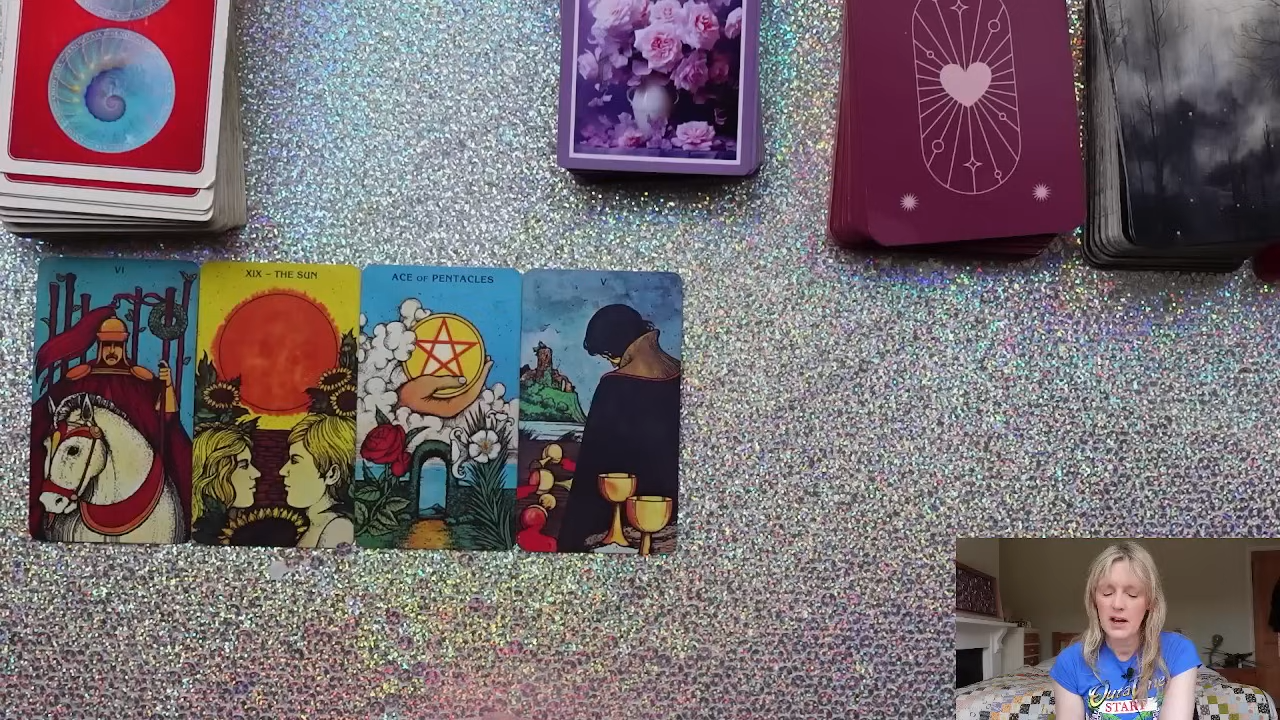 VI
XIX – THE SUN
ACE OF PENTACLES
V
START